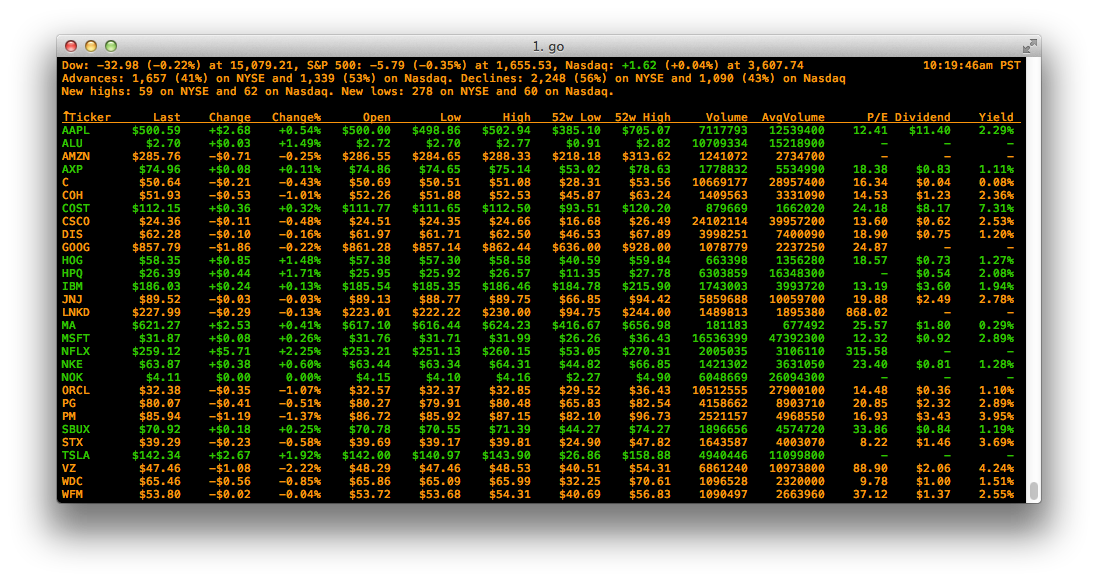 1. go
Dow: −32.98 (−0.22%) at 15,079.21, S&P 500: −5.79 (−0.35%) at 1,655.53, Nasdaq: +1.62 (+0.04%) at 3,607.74 10:19:46am PST
Advances: 1,657 (41%) on NYSE and 1,339 (53%) on Nasdaq. Declines: 2,248 (56%) on NYSE and 1,090 (43%) on Nasdaq
New highs: 59 on NYSE and 62 on Nasdaq. New lows: 278 on NYSE and 60 on Nasdaq.
↑Ticker Last Change Change% Open Low High 52w Low 52w High Volume AvgVolume P/E Dividend Yield
AAPL $500.59 +$2.68 +0.54% $500.00 $498.86 $502.94 $385.10 $705.07 7117793 12539400 12.41 $11.40 2.29%
ALU $2.70 +$0.03 +1.49% $2.72 $2.70 $2.77 $0.91 $2.82 10709334 15218900 − − −
AMZN $285.76 −$0.71 −0.25% $286.55 $284.65 $288.33 $218.18 $313.62 1241072 2734700 − − −
AXP $74.96 +$0.08 +0.11% $74.86 $74.65 $75.14 $53.02 $78.63 1778832 5534990 18.38 $0.83 1.11%
C $50.64 −$0.21 −0.43% $50.69 $50.51 $51.08 $28.31 $53.56 10669177 28957400 16.34 $0.04 0.08%
COH $51.93 −$0.53 −1.01% $52.26 $51.88 $52.53 $45.87 $63.24 1409563 3331090 14.53 $1.23 2.36%
COST $112.15 +$0.36 +0.32% $111.77 $111.65 $112.50 $93.51 $120.20 879669 1662020 24.18 $8.17 7.31%
CSCO $24.36 −$0.11 −0.48% $24.51 $24.35 $24.66 $16.68 $26.49 24102114 39957200 13.60 $0.62 2.53%
DIS $62.28 −$0.10 −0.16% $61.97 $61.71 $62.50 $46.53 $67.89 3998251 7400090 18.90 $0.75 1.20%
GOOG $857.79 −$1.86 −0.22% $861.28 $857.14 $862.44 $636.00 $928.00 1078779 2237250 24.87 − −
HOG $58.35 +$0.85 +1.48% $57.38 $57.30 $58.58 $40.59 $59.84 663398 1356280 18.57 $0.73 1.27%
HPQ $26.39 +$0.44 +1.71% $25.95 $25.92 $26.57 $11.35 $27.78 6303859 16348300 − $0.54 2.08%
IBM $186.03 +$0.24 +0.13% $185.54 $185.35 $186.46 $184.78 $215.90 1743003 3993720 13.19 $3.60 1.94%
JNJ $89.52 −$0.03 −0.03% $89.13 $88.77 $89.75 $66.85 $94.42 5859688 10059700 19.88 $2.49 2.78%
LNKD $227.99 −$0.29 −0.13% $223.01 $222.22 $230.00 $94.75 $244.00 1489813 1895380 868.02 − −
MA $621.27 +$2.53 +0.41% $617.10 $616.44 $624.23 $416.67 $656.98 181183 677492 25.57 $1.80 0.29%
MSFT $31.87 +$0.08 +0.26% $31.76 $31.71 $31.99 $26.26 $36.43 16536399 47392300 12.32 $0.92 2.89%
NFLX $259.12 +$5.71 +2.25% $253.21 $251.13 $260.15 $53.05 $270.31 2005035 3106110 315.58 − −
NKE $63.87 +$0.38 +0.60% $63.44 $63.34 $64.31 $44.82 $66.85 1421302 3631050 23.40 $0.81 1.28%
NOK $4.11 $0.00 0.00% $4.15 $4.10 $4.16 $2.27 $4.90 6048669 26094300 − − −
ORCL $32.38 −$0.35 −1.07% $32.57 $32.37 $32.85 $29.52 $36.43 10512555 27900100 14.48 $0.36 1.10%
PG $80.07 −$0.41 −0.51% $80.27 $79.91 $80.48 $65.83 $82.54 4158662 8903710 20.85 $2.32 2.89%
PM $85.94 −$1.19 −1.37% $86.72 $85.92 $87.15 $82.10 $96.73 2521157 4968550 16.93 $3.43 3.95%
SBUX $70.92 +$0.18 +0.25% $70.78 $70.55 $71.39 $44.27 $74.27 1896656 4574720 33.86 $0.84 1.19%
STX $39.29 −$0.23 −0.58% $39.69 $39.17 $39.81 $24.90 $47.82 1643587 4003070 8.22 $1.46 3.69%
TSLA $142.34 +$2.67 +1.92% $142.00 $140.97 $143.90 $26.86 $158.88 4940446 11099800 − − −
VZ $47.46 −$1.08 −2.22% $48.29 $47.46 $48.53 $40.51 $54.31 6861240 10973800 88.90 $2.06 4.24%
WDC $65.46 −$0.56 −0.85% $65.86 $65.09 $65.99 $32.25 $70.61 1096528 2320000 9.78 $1.00 1.51%
WFM $53.80 −$0.02 −0.04% $53.72 $53.68 $54.31 $40.69 $56.83 1090497 2663960 37.12 $1.37 2.55%